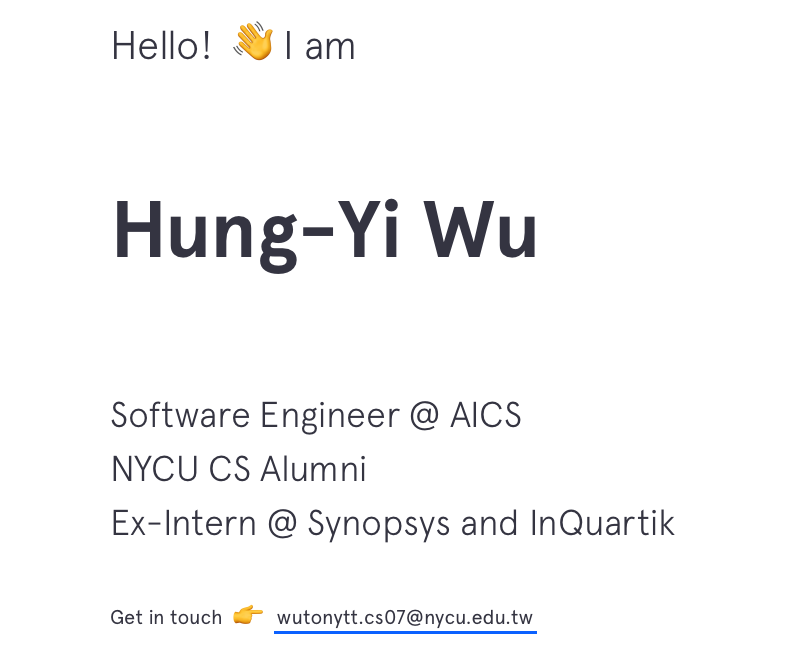 Hello! 👋 I am
Hung-Yi Wu
Software Engineer @ AICS
NYCU CS Alumni
Ex-Intern @ Synopsys and InQuartik
Get in touch 👉 wutonytt.cs07@nycu.edu.tw